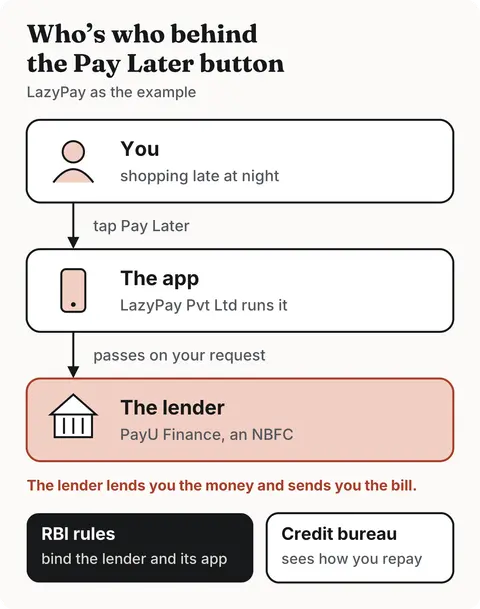 Who’s who behind
the Pay Later button
LazyPay as the example
You
shopping late at night
tap Pay Later
The app
LazyPay Pvt Ltd runs it
passes on your request
The lender
PayU Finance, an NBFC
The lender lends you the money and sends you the bill.
RBI rules
bind the lender and its app
Credit bureau
sees how you repay